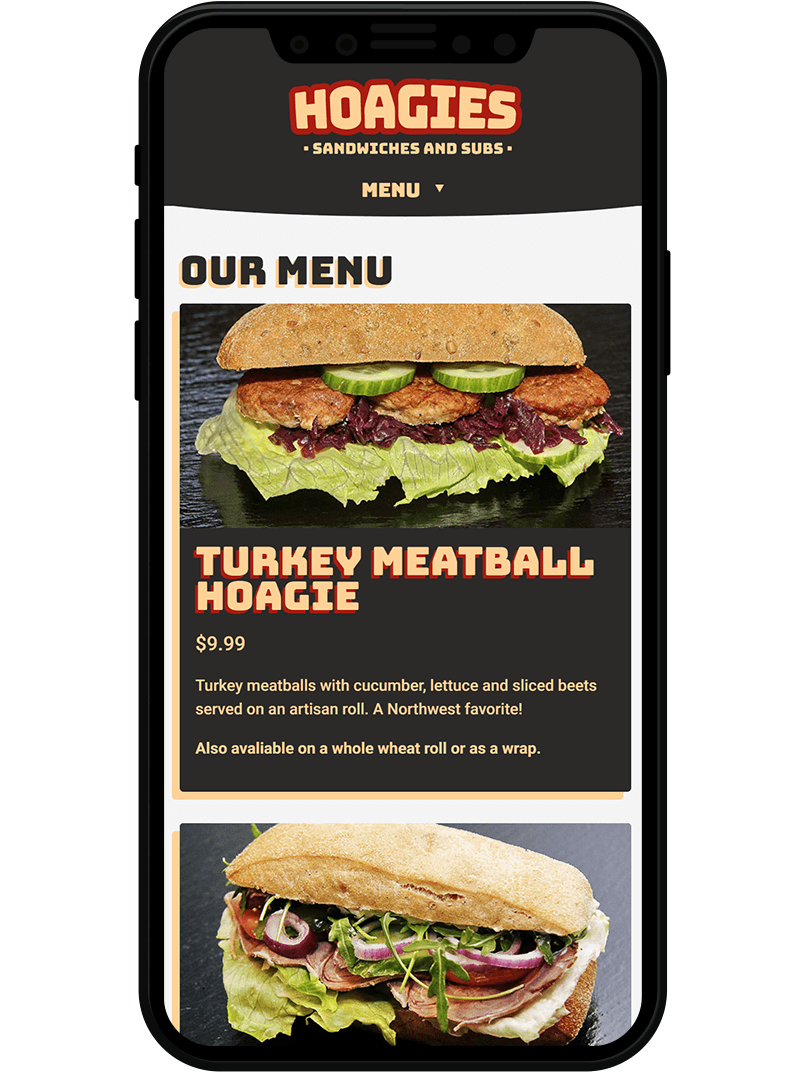 HOAGIES
· SANDWICHES AND SUBS ·
MENU ▼
OUR MENU
TURKEY MEATBALL
HOAGIE
$9.99
Turkey meatballs with cucumber, lettuce and sliced beets
served on an artisan roll. A Northwest favorite!
Also avaliable on a whole wheat roll or as a wrap.